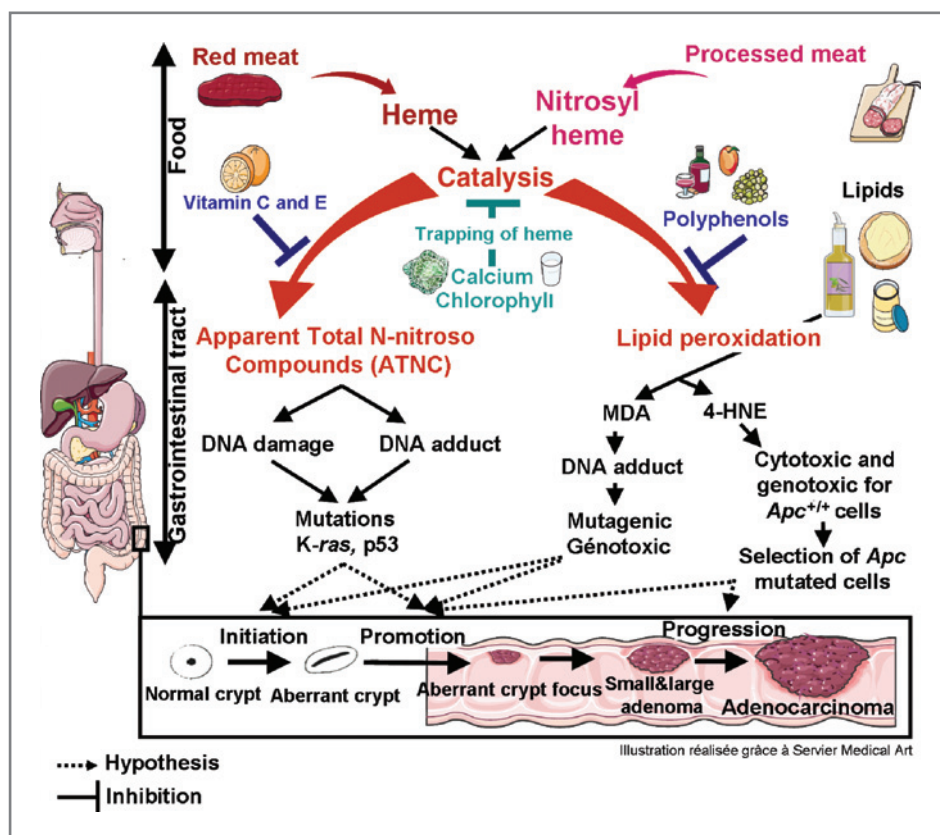 Red meat
Processed meat
Food
Heme
Nitrosyl
heme
Catalysis
Vitamin C and E
Polyphenols
Lipids
Trapping of heme
Calcium
Chlorophyll
Gastrointestinal tract
Apparent Total N-nitroso
Compounds (ATNC)
Lipid peroxidation
DNA damage
DNA adduct
MDA
4-HNE
DNA adduct
Cytotoxic and
genotoxic for
Apc+/+ cells
Mutations
K-ras, p53
Mutagenic
Génotoxic
Selection of Apc
mutated cells
Initiation
Promotion
Progression
Normal crypt
Aberrant crypt
Aberrant crypt focus
Small&large
adenoma
Adenocarcinoma
Illustration réalisée grâce à Servier Medical Art
Hypothesis
Inhibition